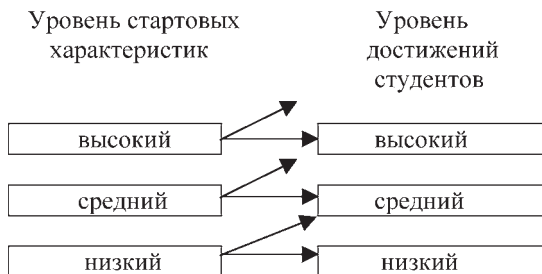 Уровень стартовых
характеристик
Уровень
достижений
студентов
высокий
высокий
средний
средний
низкий
низкий